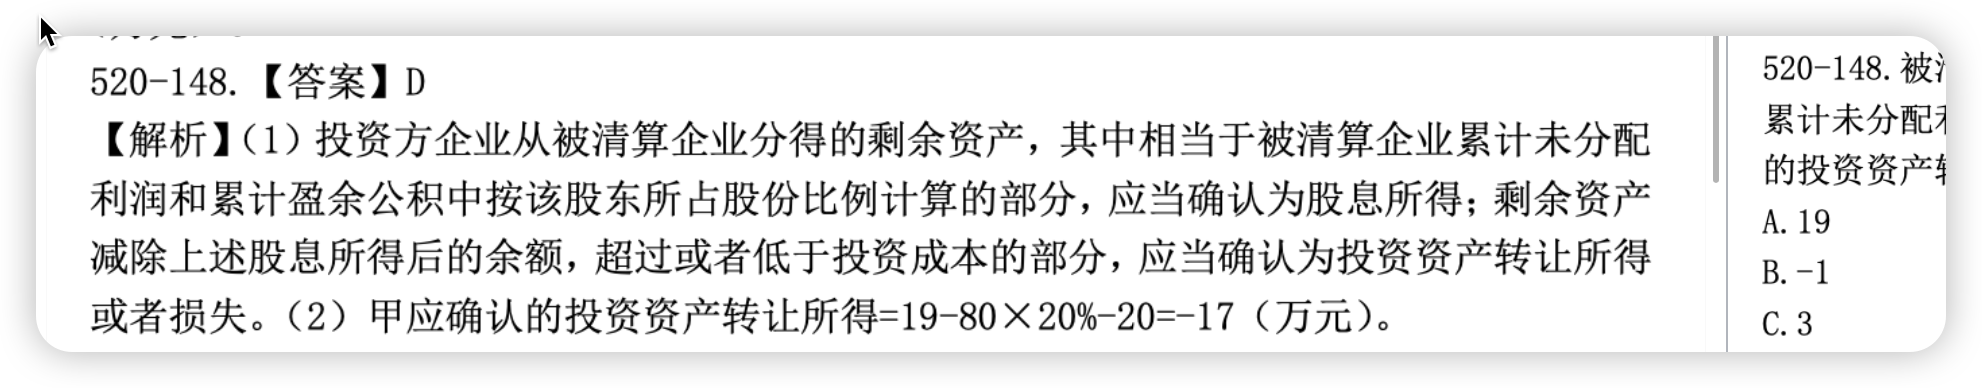 520-148.【答案】D
【解析】（1）投资方企业从被清算企业分得的剩余资产，其中相当于被清算企业累计未分配
利润和累计盈余公积中按该股东所占股份比例计算的部分，应当确认为股息所得；剩余资产
减除上述股息所得后的余额，超过或者低于投资成本的部分，应当确认为投资资产转让所得
或者损失。（2）甲应确认的投资资产转让所得=19-80×20%-20=-17（万元）。
520-148.被
累计未分配
的投资资产
A.19
B.-1
C.3